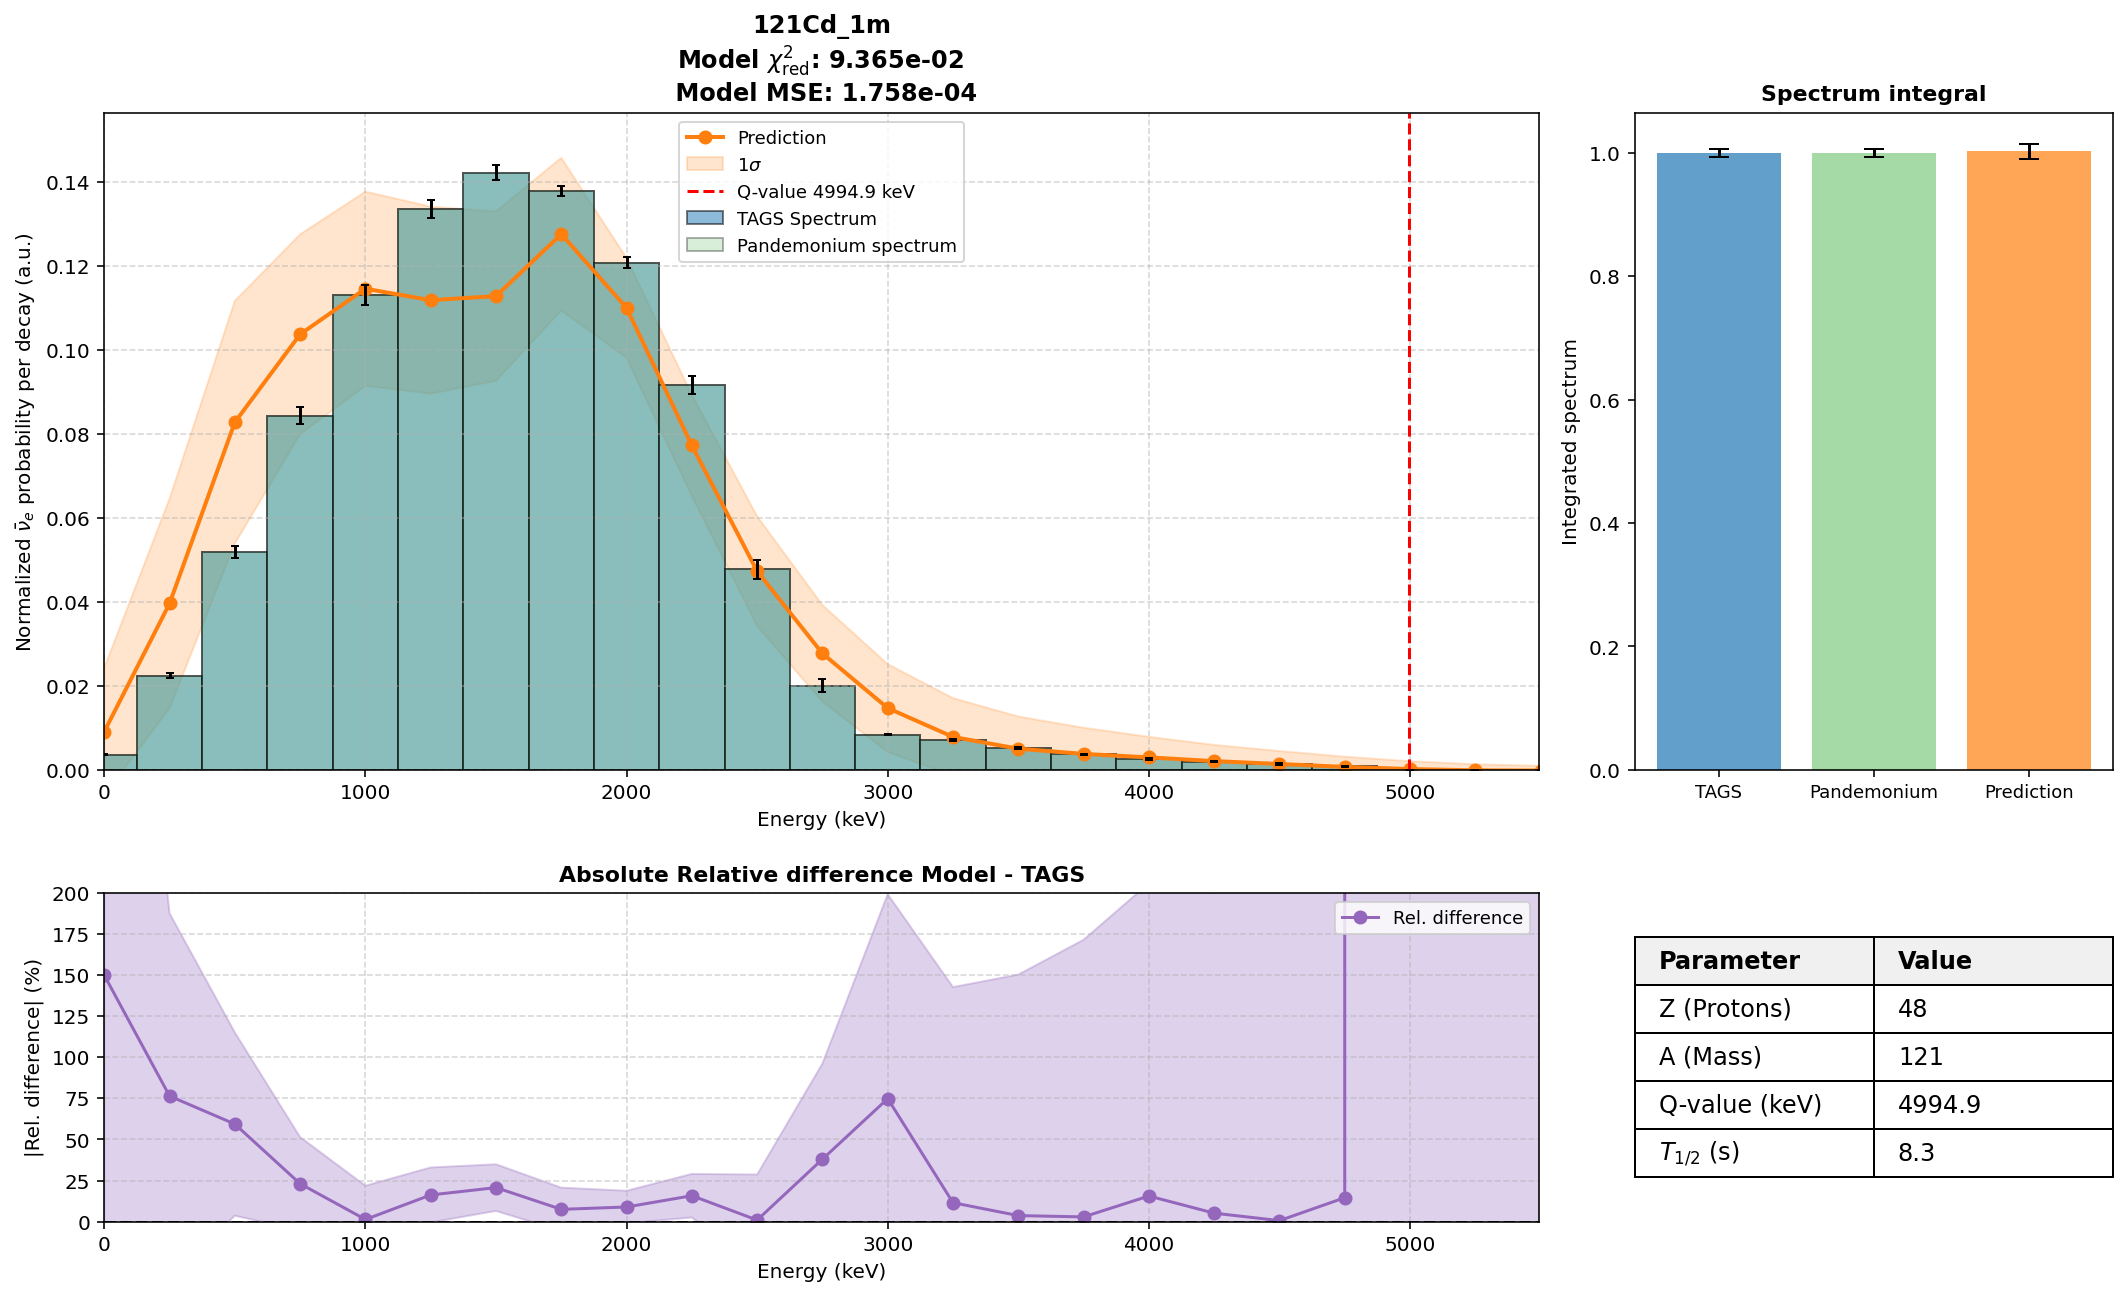 121Cd_1m
Model χ²red: 9.365e-02
Model MSE: 1.758e-04
Prediction
1σ
Q-value 4994.9 keV
TAGS Spectrum
Pandemonium spectrum
Normalized ν̄e probability per decay (a.u.)
0.14
0.12
0.10
0.08
0.06
0.04
0.02
0.00
0 1000 2000 3000 4000 5000
Energy (keV)
Spectrum integral
Integrated spectrum
1.0
0.8
0.6
0.4
0.2
0.0
TAGS Pandemonium Prediction
Absolute Relative difference Model - TAGS
Rel. difference
|Rel. difference| (%)
200
175
150
125
100
75
50
25
0
0 1000 2000 3000 4000 5000
Energy (keV)
Parameter Value
Z (Protons) 48
A (Mass) 121
Q-value (keV) 4994.9
T1/2 (s) 8.3